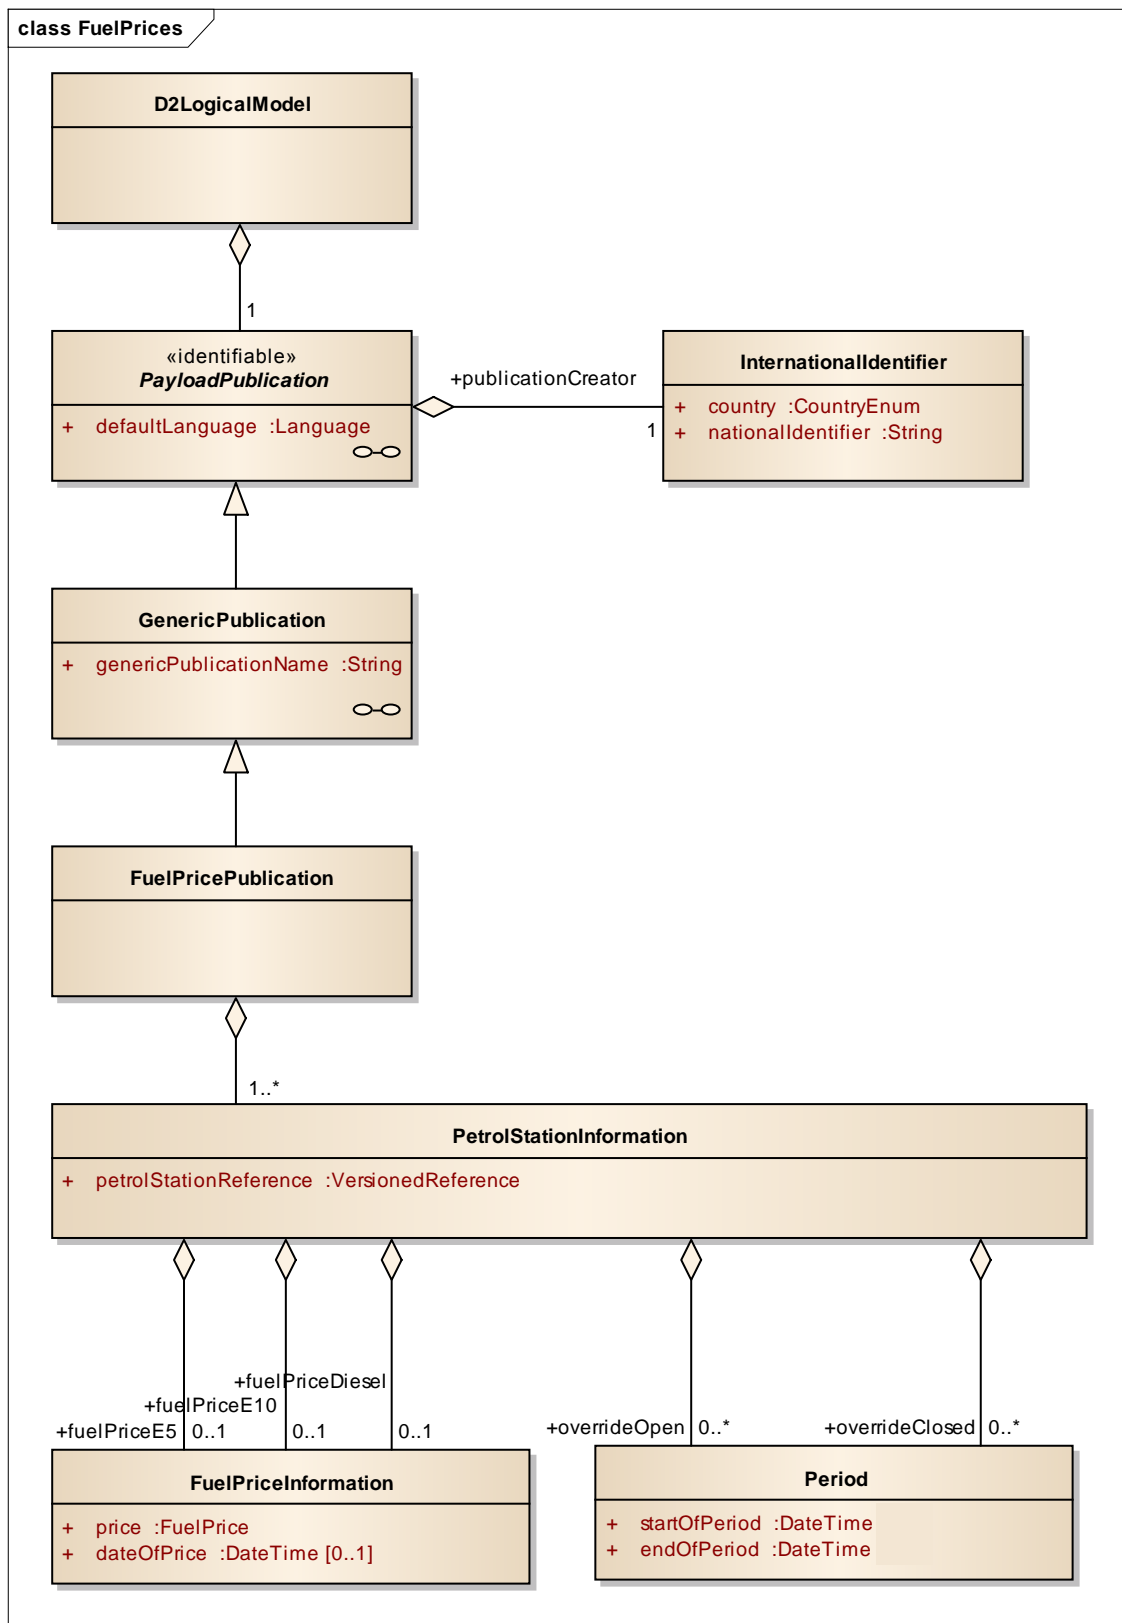 class FuelPrices
D2LogicalModel
1
«identifiable»
PayloadPublication
+ defaultLanguage :Language
+publicationCreator
1
InternationalIdentifier
+ country :CountryEnum
+ nationalIdentifier :String
GenericPublication
+ genericPublicationName :String
FuelPricePublication
1..*
PetrolStationInformation
+ petrolStationReference :VersionedReference
+fuelPriceDiesel
+fuelPriceE10
+fuelPriceE5 0..1 0..1 0..1
+overrideOpen 0..* +overrideClosed 0..*
FuelPriceInformation
+ price :FuelPrice
+ dateOfPrice :DateTime [0..1]
Period
+ startOfPeriod :DateTime
+ endOfPeriod :DateTime